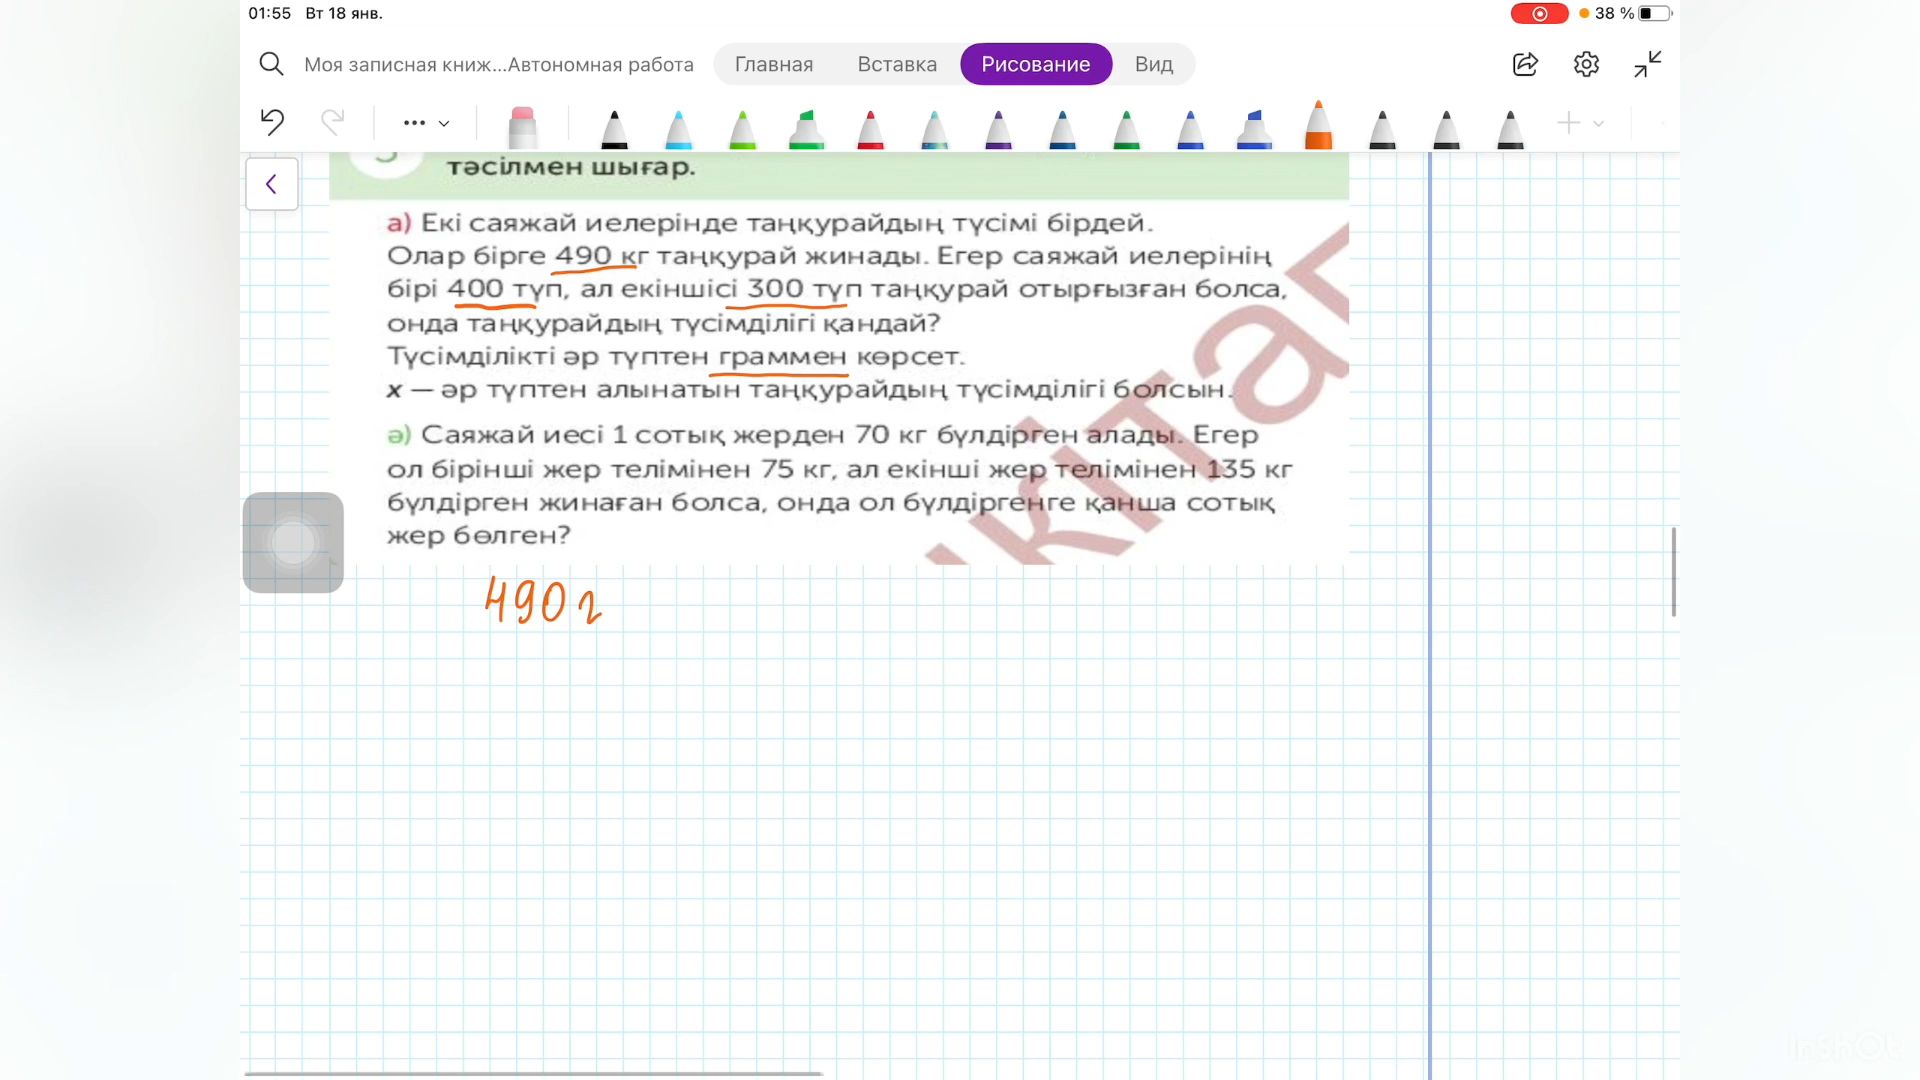 01:55 Вт 18 янв.
38 %
Моя записная книж...Автономная работа
Главная Вставка Рисование Вид
тәсілмен шығар.
а) Екі саяжай иелерінде таңқурайдың түсімі бірдей.
Олар бірге 490 кг таңқурай жинады. Егер саяжай иелерінің
бірі 400 түп, ал екіншісі 300 түп таңқурай отырғызған болса,
онда таңқурайдың түсімділігі қандай?
Түсімділікті әр түптен граммен көрсет.
х — әр түптен алынатын таңқурайдың түсімділігі болсын.
ә) Саяжай иесі 1 сотық жерден 70 кг бүлдірген алады. Егер
ол бірінші жер телімінен 75 кг, ал екінші жер телімінен 135 кг
бүлдірген жинаған болса, онда ол бүлдіргенге қанша сотық
жер бөлген?
490 г
InShOt